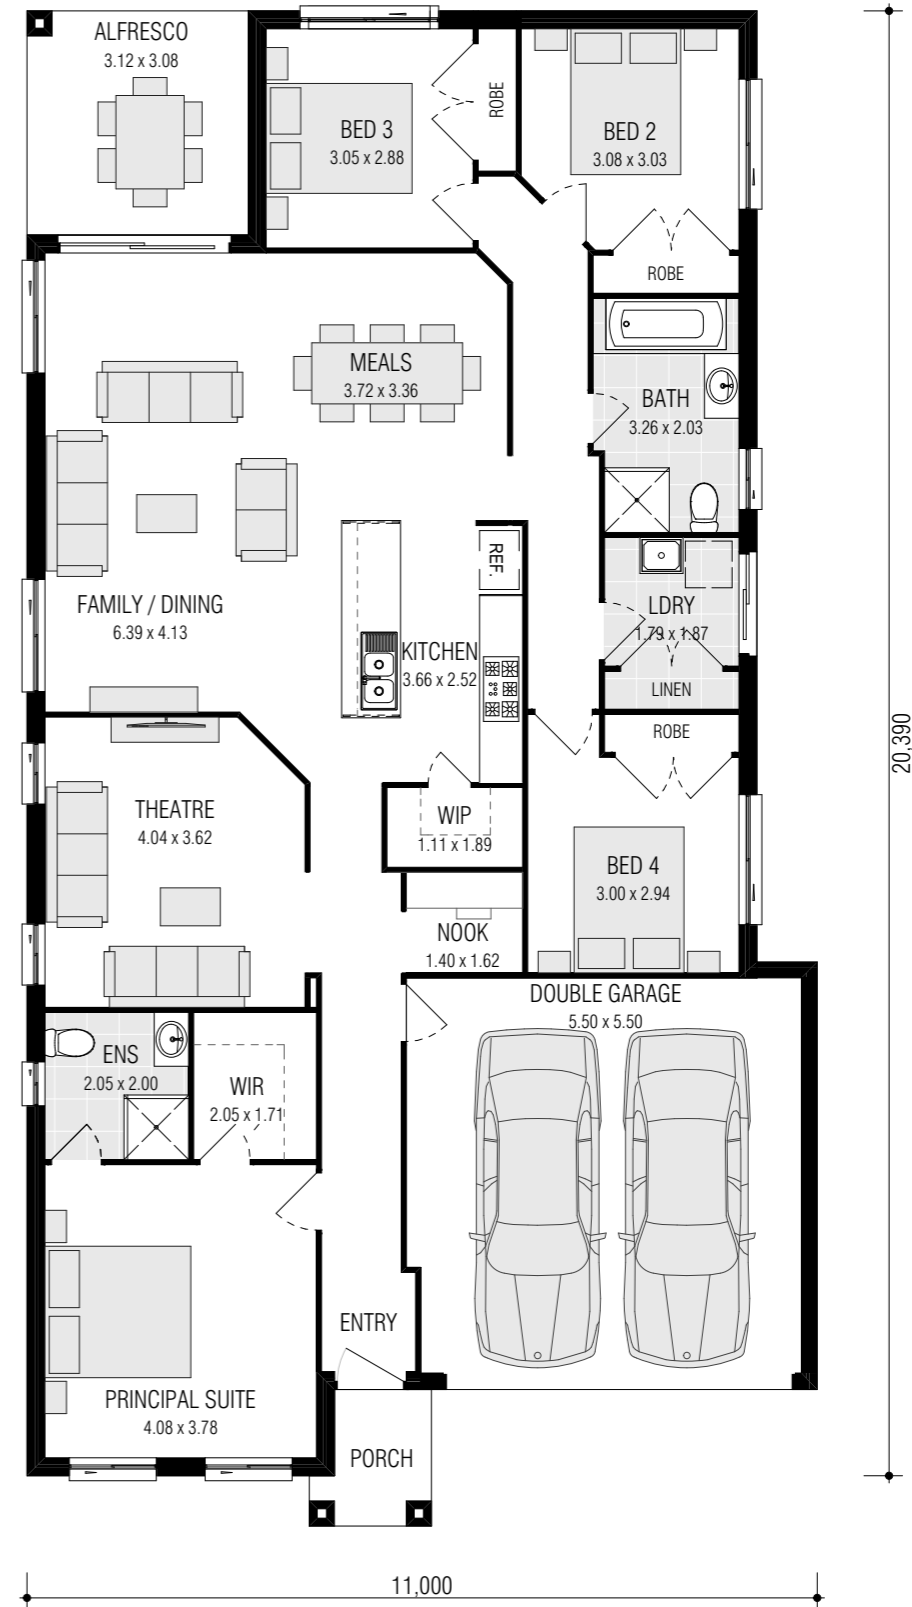 ALFRESCO
3.12 x 3.08
BED 3
3.05 x 2.88
ROBE
BED 2
3.08 x 3.03
ROBE
MEALS
3.72 x 3.36
BATH
3.26 x 2.03
REF.
FAMILY / DINING
6.39 x 4.13
KITCHEN
3.66 x 2.52
LDRY
1.79 x 1.87
LINEN
ROBE
THEATRE
4.04 x 3.62
WIP
1.11 x 1.89
BED 4
3.00 x 2.94
NOOK
1.40 x 1.62
DOUBLE GARAGE
5.50 x 5.50
ENS
2.05 x 2.00
WIR
2.05 x 1.71
ENTRY
PRINCIPAL SUITE
4.08 x 3.78
PORCH
20,390
11,000